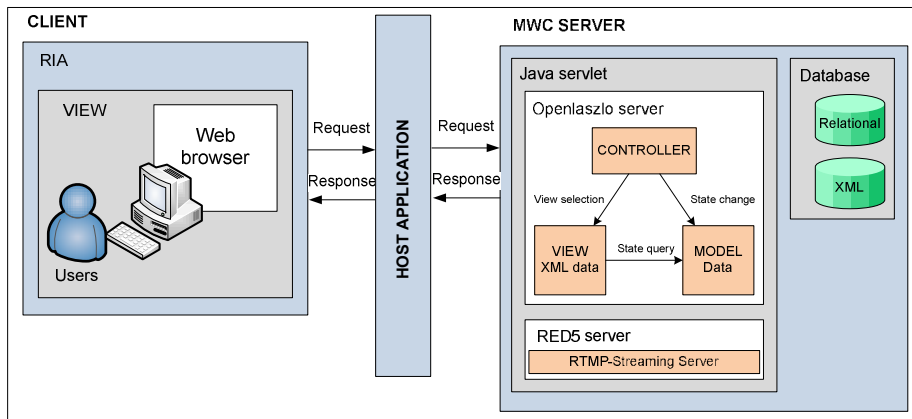 CLIENT
RIA
VIEW
Web
browser
Users
Request
Response
HOST APPLICATION
Request
Response
MWC SERVER
Java servlet
Openlaszlo server
CONTROLLER
View selection
State change
VIEW
XML data
State query
MODEL
Data
RED5 server
RTMP-Streaming Server
Database
Relational
XML